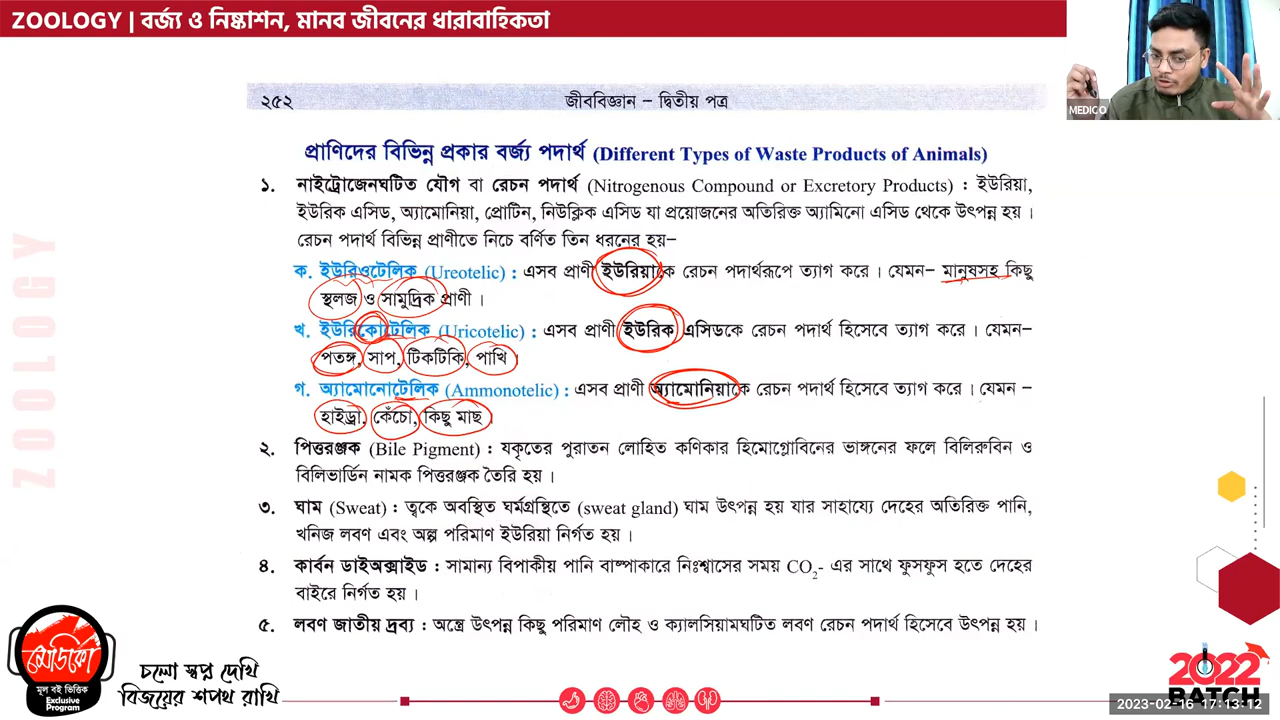 ZOOLOGY | বর্জ্য ও নিষ্কাশন, মানব জীবনের ধারাবাহিকতা
MEDICO
২৫২ জীববিজ্ঞান – দ্বিতীয় পত্র
প্রাণিদের বিভিন্ন প্রকার বর্জ্য পদার্থ (Different Types of Waste Products of Animals)
১. নাইট্রোজেনঘটিত যৌগ বা রেচন পদার্থ (Nitrogenous Compound or Excretory Products) : ইউরিয়া,
ইউরিক এসিড, অ্যামোনিয়া, প্রোটিন, নিউক্লিক এসিড যা প্রয়োজনের অতিরিক্ত অ্যামিনো এসিড থেকে উৎপন্ন হয় ।
রেচন পদার্থ বিভিন্ন প্রাণীতে নিচে বর্ণিত তিন ধরনের হয়–
ক. ইউরিওটেলিক (Ureotelic) : এসব প্রাণী ইউরিয়াকে রেচন পদার্থরূপে ত্যাগ করে । যেমন– মানুষসহ কিছু
স্থলজ ও সামুদ্রিক প্রাণী ।
খ. ইউরিকোটেলিক (Uricotelic) : এসব প্রাণী ইউরিক এসিডকে রেচন পদার্থ হিসেবে ত্যাগ করে । যেমন–
পতঙ্গ, সাপ, টিকটিকি, পাখি ।
গ. অ্যামোনোটেলিক (Ammonotelic) : এসব প্রাণী অ্যামোনিয়াকে রেচন পদার্থ হিসেবে ত্যাগ করে । যেমন –
হাইড্রা, কেঁচো, কিছু মাছ ।
২. পিত্তরঞ্জক (Bile Pigment) : যকৃতের পুরাতন লোহিত কণিকার হিমোগ্লোবিনের ভাঙ্গনের ফলে বিলিরুবিন ও
বিলিভার্ডিন নামক পিত্তরঞ্জক তৈরি হয় ।
৩. ঘাম (Sweat) : ত্বকে অবস্থিত ঘর্মগ্রন্থিতে (sweat gland) ঘাম উৎপন্ন হয় যার সাহায্যে দেহের অতিরিক্ত পানি,
খনিজ লবণ এবং অল্প পরিমাণ ইউরিয়া নির্গত হয় ।
৪. কার্বন ডাইঅক্সাইড : সামান্য বিপাকীয় পানি বাষ্পাকারে নিঃশ্বাসের সময় CO2- এর সাথে ফুসফুস হতে দেহের
বাইরে নির্গত হয় ।
৫. লবণ জাতীয় দ্রব্য : অন্ত্রে উৎপন্ন কিছু পরিমাণ লৌহ ও ক্যালসিয়ামঘটিত লবণ রেচন পদার্থ হিসেবে উৎপন্ন হয় ।
ZOOLOGY
মেডিকো
মূল বই ভিত্তিক
Exclusive
Program
চলো স্বপ্ন দেখি
বিজয়ের শপথ রাখি
2022
BATCH
2023-02-16 17:13:12